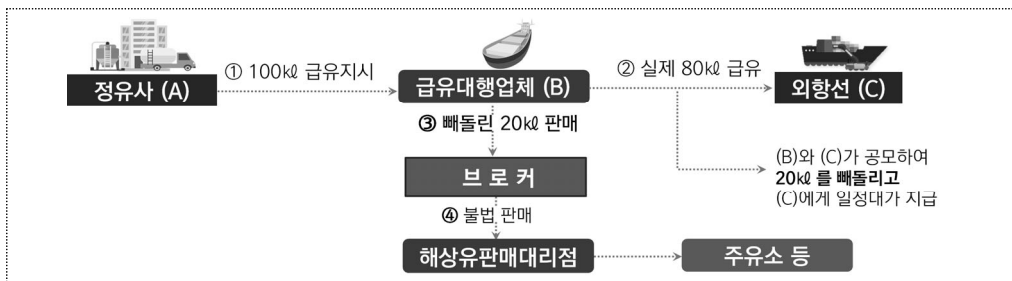 정유사 (A)
① 100㎘ 급유지시
급유대행업체 (B)
② 실제 80㎘ 급유
외항선 (C)
③ 빼돌린 20㎘ 판매
(B)와 (C)가 공모하여
20㎘ 를 빼돌리고
(C)에게 일성대가 지급
브 로 커
④ 불법 판매
해상유판매대리점
주유소 등